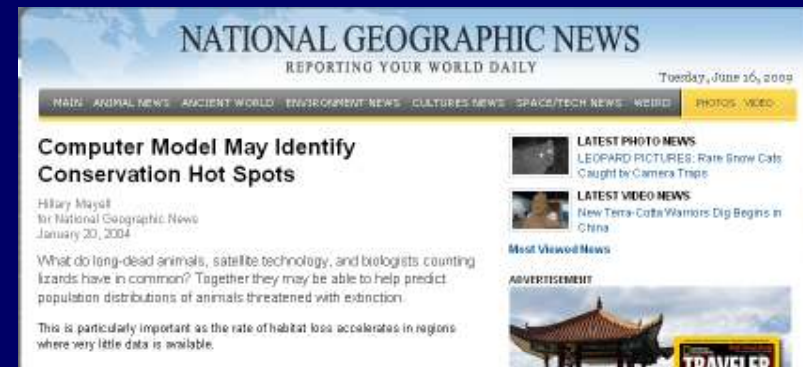 NATIONAL GEOGRAPHIC NEWS
REPORTING YOUR WORLD DAILY
Tuesday, June 16, 2009
MAIN ANIMAL NEWS ANCIENT WORLD ENVIRONMENT NEWS CULTURES NEWS SPACE/TECH NEWS WEIRD PHOTOS VIDEO
Computer Model May Identify
Conservation Hot Spots
Hillary Mayell
for National Geographic News
January 20, 2004
What do long-dead animals, satellite technology, and biologists counting
lizards have in common? Together they may be able to help predict
population distributions of animals threatened with extinction.
This is particularly important as the rate of habitat loss accelerates in regions
where very little data is available.
LATEST PHOTO NEWS
LEOPARD PICTURES: Rare Snow Cats
Caught by Camera Traps
LATEST VIDEO NEWS
New Terra-Cotta Warriors Dig Begins in
China
Most Viewed News
ADVERTISEMENT
TRAVELER